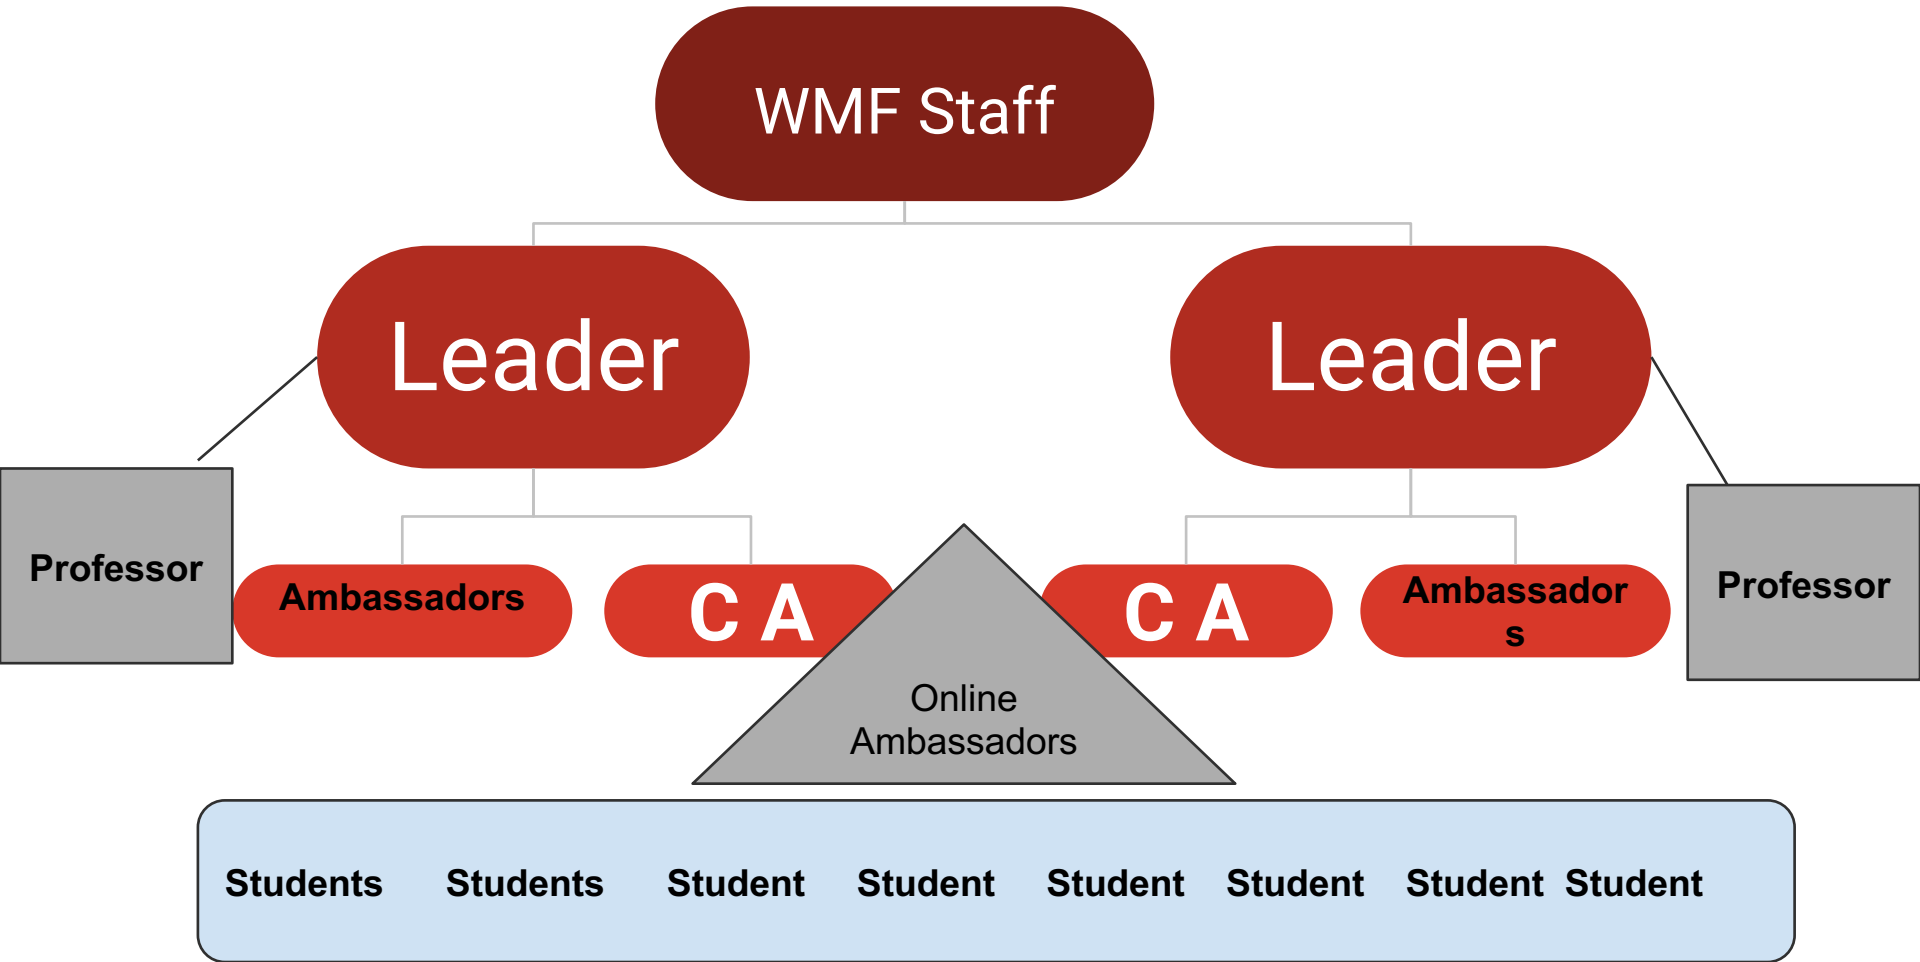 WMF Staff
Leader
Leader
Professor
Ambassadors
C A
C A
Ambassador
s
Professor
Online
Ambassadors
Students Students Student Student Student Student Student Student